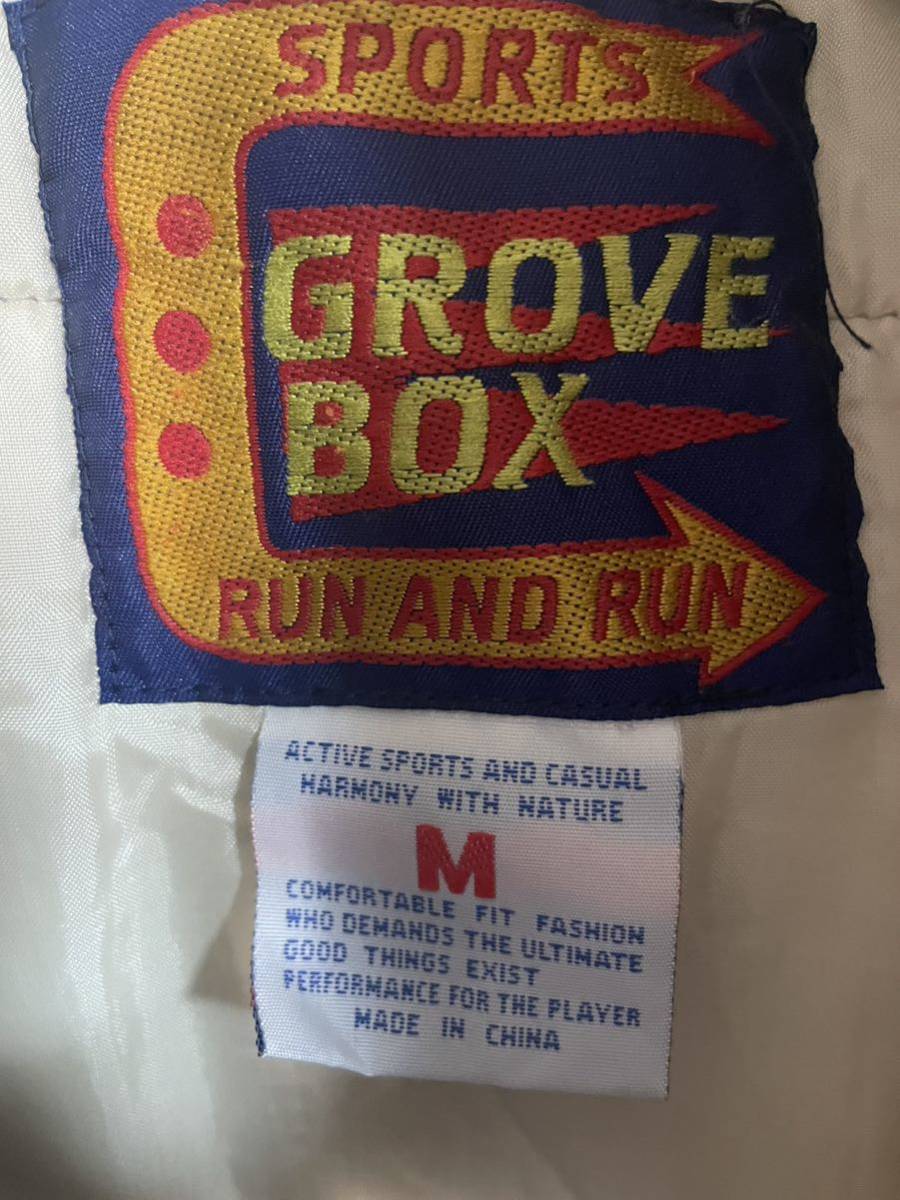 SPORTS
GROVE
BOX
RUN AND RUN
ACTIVE SPORTS AND CASUAL
HARMONY WITH NATURE
M
COMFORTABLE FIT FASHION
WHO DEMANDS THE ULTIMATE
GOOD THINGS EXIST
PERFORMANCE FOR THE PLAYER
MADE IN CHINA